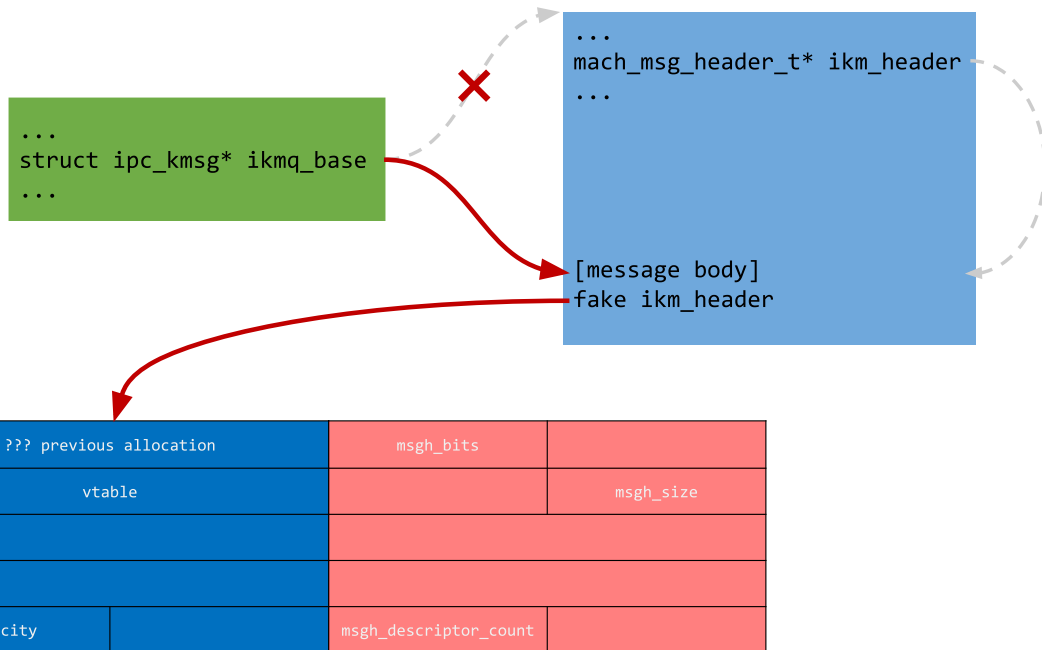 ...
mach_msg_header_t* ikm_header
...
...
struct ipc_kmsg* ikmq_base
...
[message body]
fake ikm_header
??? previous allocation
msgh_bits
vtable
msgh_size
city
msgh_descriptor_count